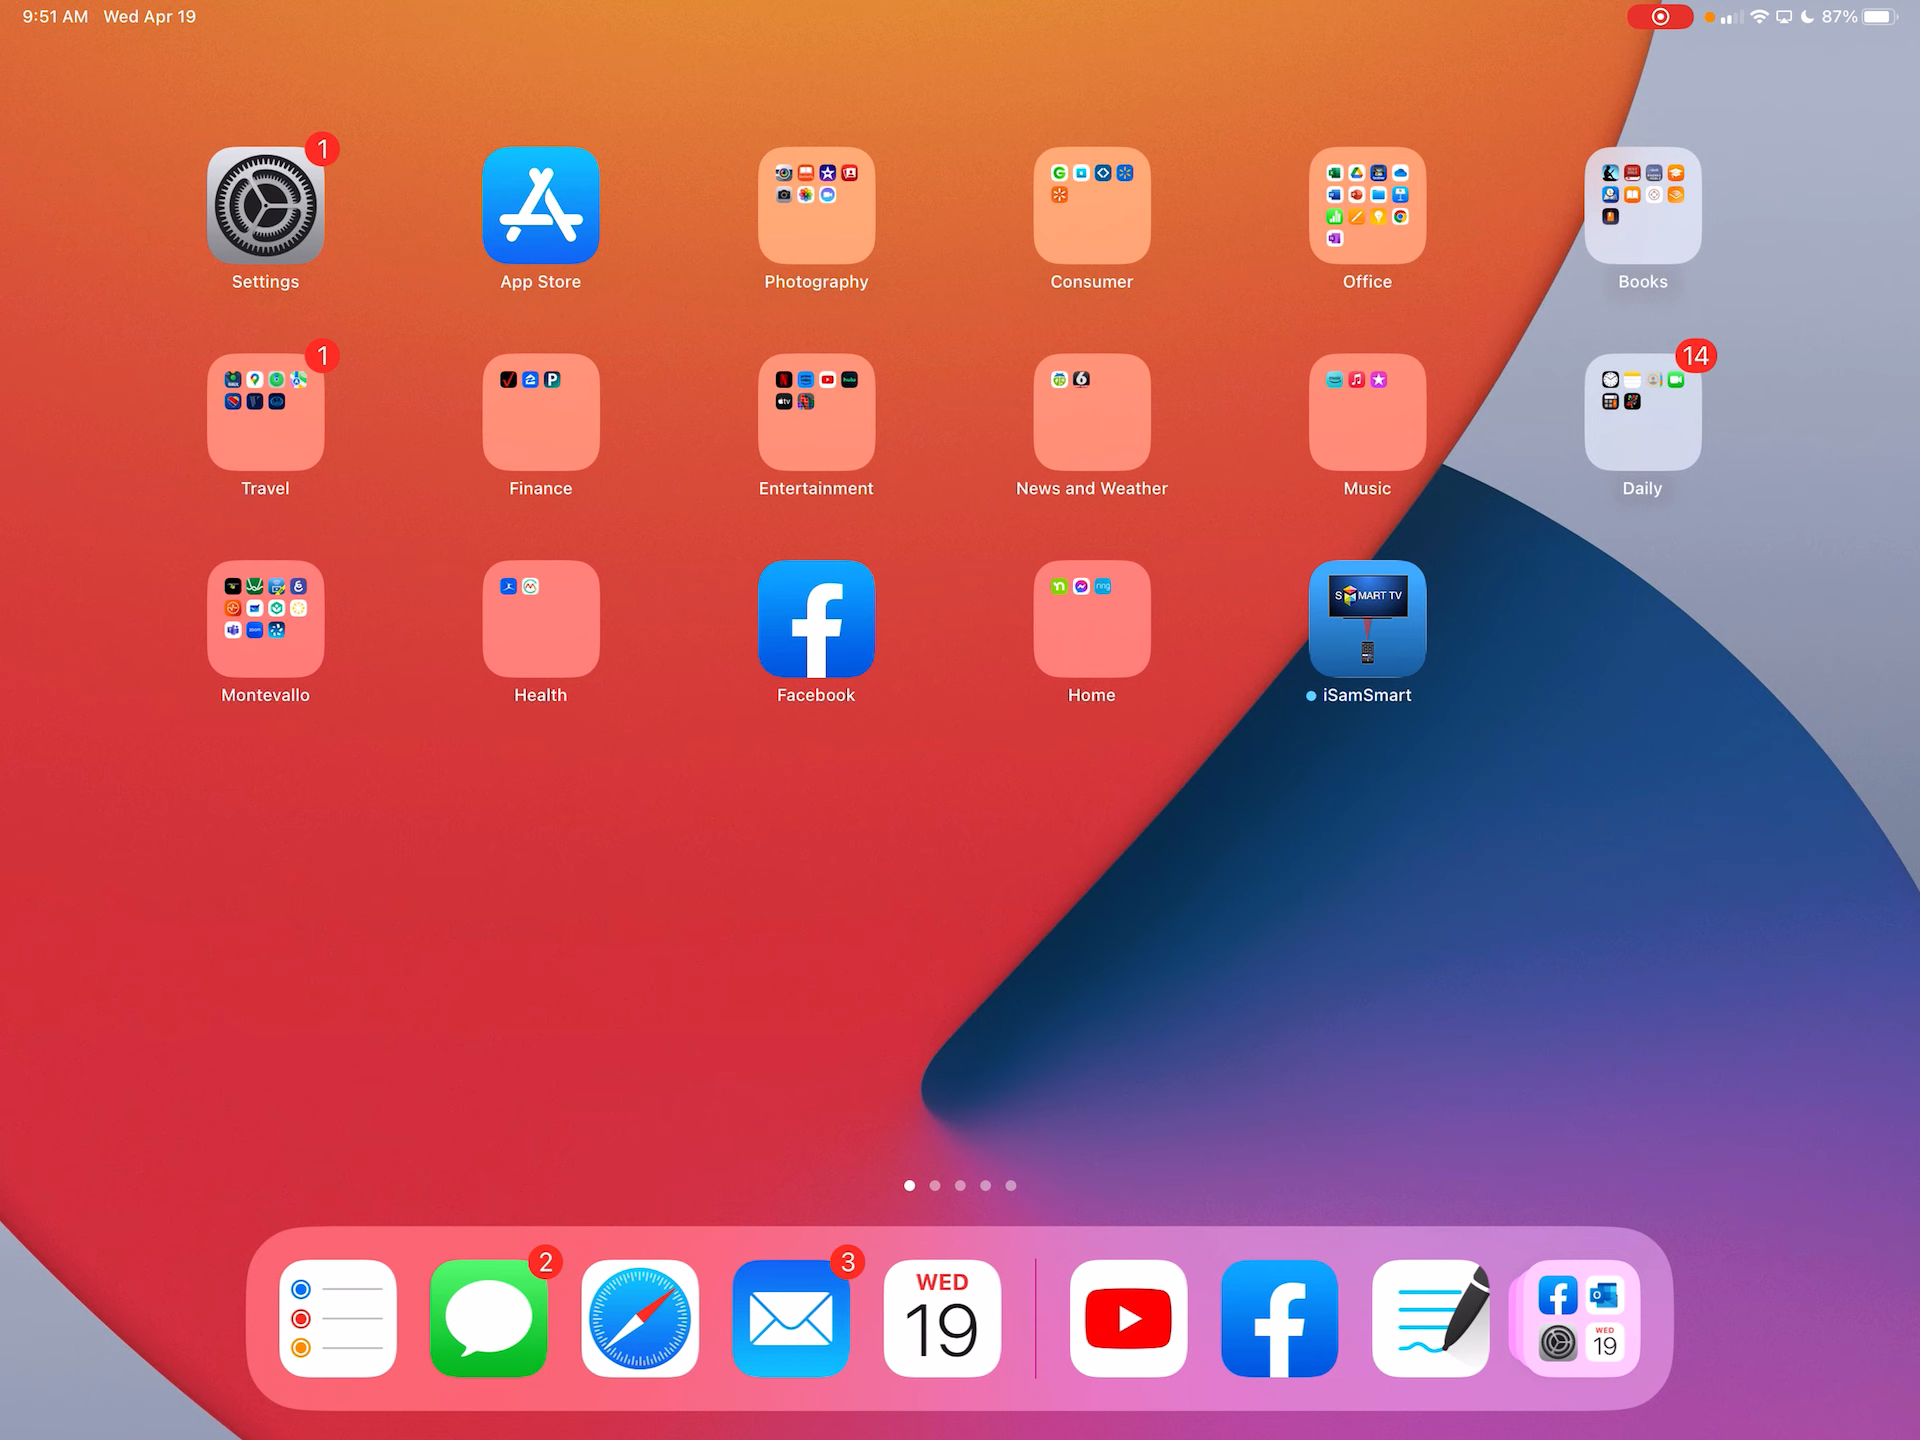 9:51 AM Wed Apr 19
87%
1
Settings
App Store
Photography
Consumer
Office
Books
1
14
Travel
Finance
Entertainment
News and Weather
Music
Daily
S MART TV
Montevallo
Health
Facebook
Home
iSamSmart
2
3
WED
19
WED
19